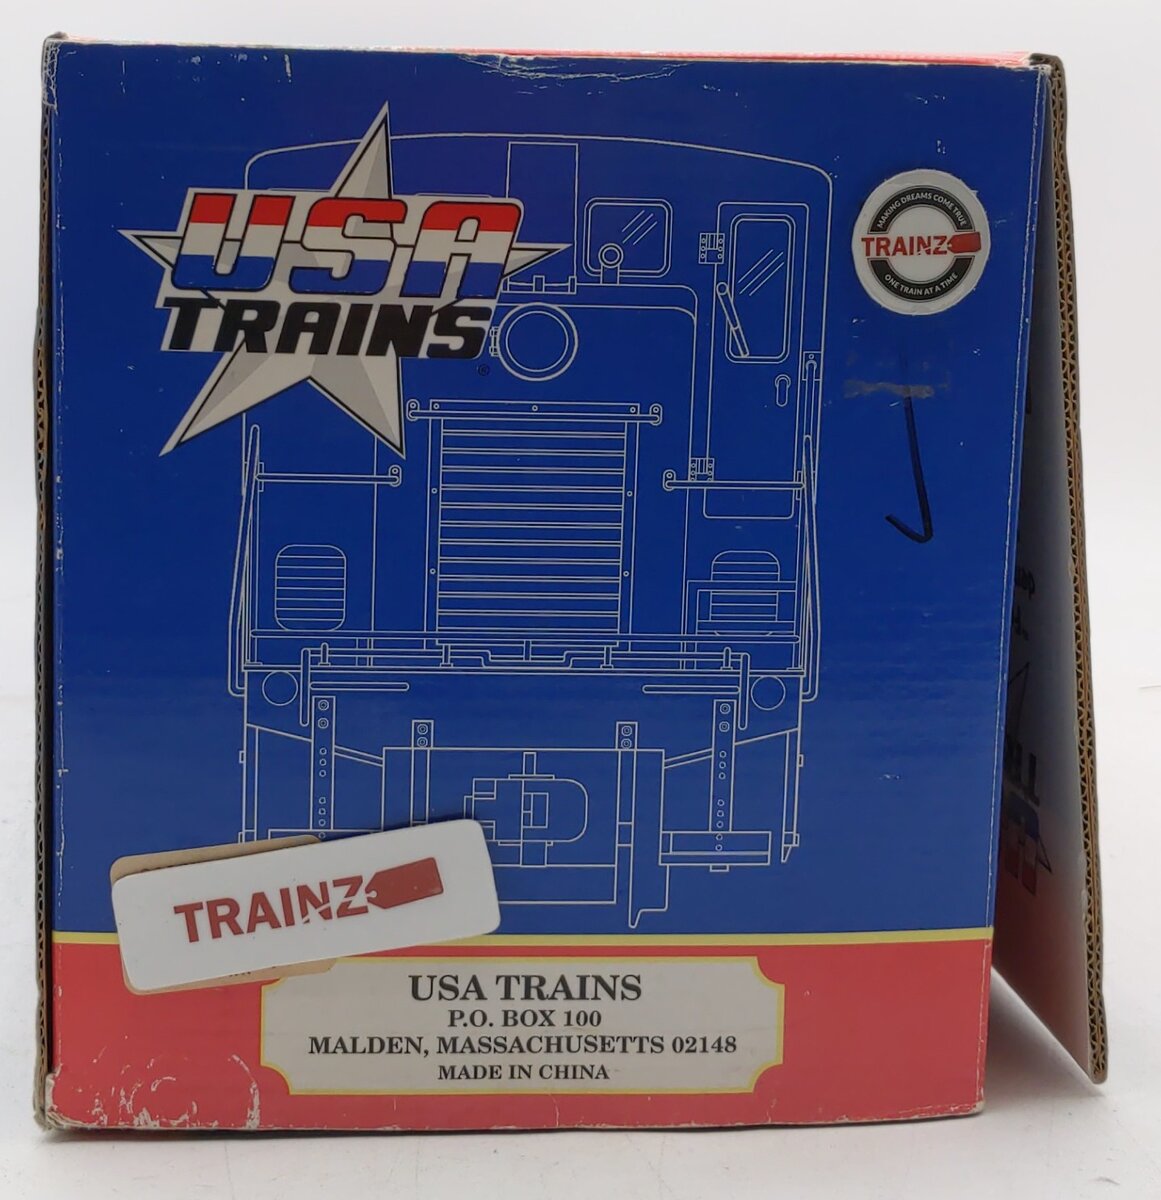 USA
TRAINS
®
MAKING DREAMS COME TRUE
TRAINZ
ONE TRAIN AT A TIME
TRAINZ
USA TRAINS
P.O. BOX 100
MALDEN, MASSACHUSETTS 02148
MADE IN CHINA